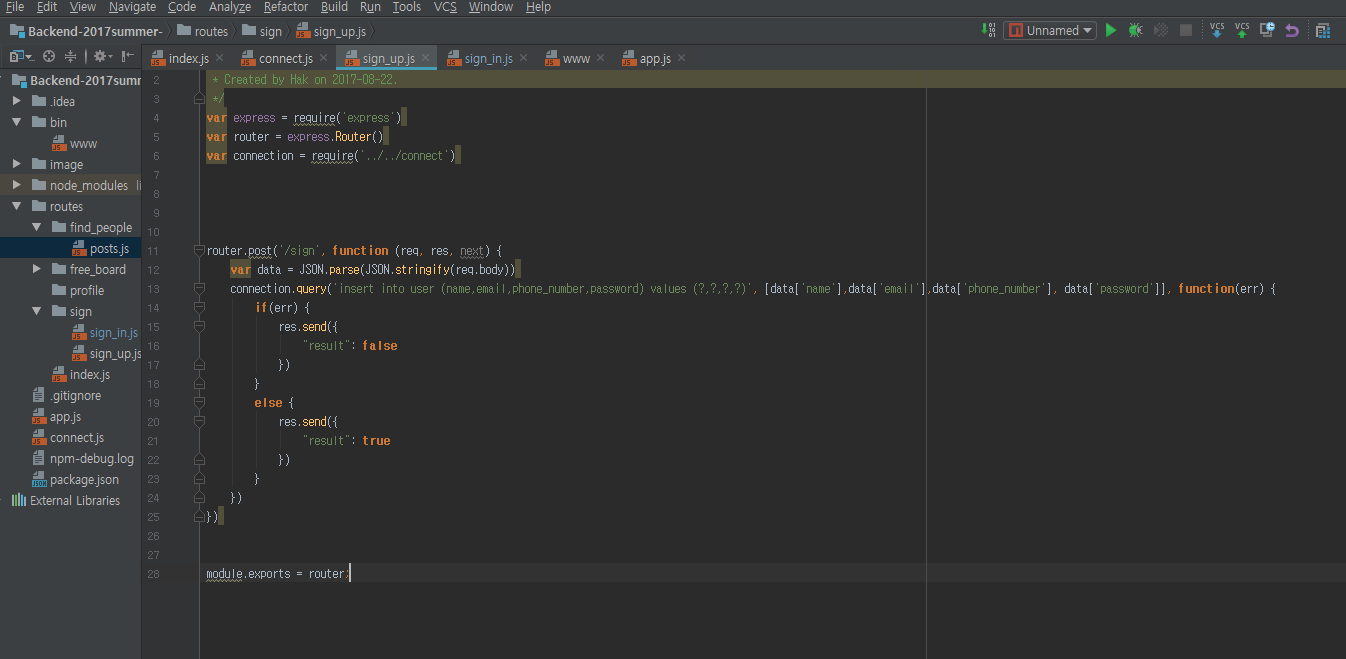 File Edit View Navigate Code Analyze Refactor Build Run Tools VCS Window Help
Backend-2017summer- routes sign sign_up.js Unnamed VCS VCS
index.js connect.js sign_up.js sign_in.js www app.js
Backend-2017summ
.idea
bin
www
image
node_modules li
routes
find_people
posts.js
free_board
profile
sign
sign_in.js
sign_up.js
index.js
.gitignore
app.js
connect.js
npm-debug.log
package.json
External Libraries
2 * Created by Hak on 2017-08-22.
3 */
4 var express = require('express')
5 var router = express.Router()
6 var connection = require('../../connect')
7
8
9
10
11 router.post('/sign', function (req, res, next) {
12 var data = JSON.parse(JSON.stringify(req.body))
13 connection.query('insert into user (name,email,phone_number,password) values (?,?,?,?)', [data['name'],data['email'],data['phone_number'], data['password']], function(err) {
14 if(err) {
15 res.send({
16 "result": false
17 })
18 }
19 else {
20 res.send({
21 "result": true
22 })
23 }
24 })
25 })
26
27
28 module.exports = router;